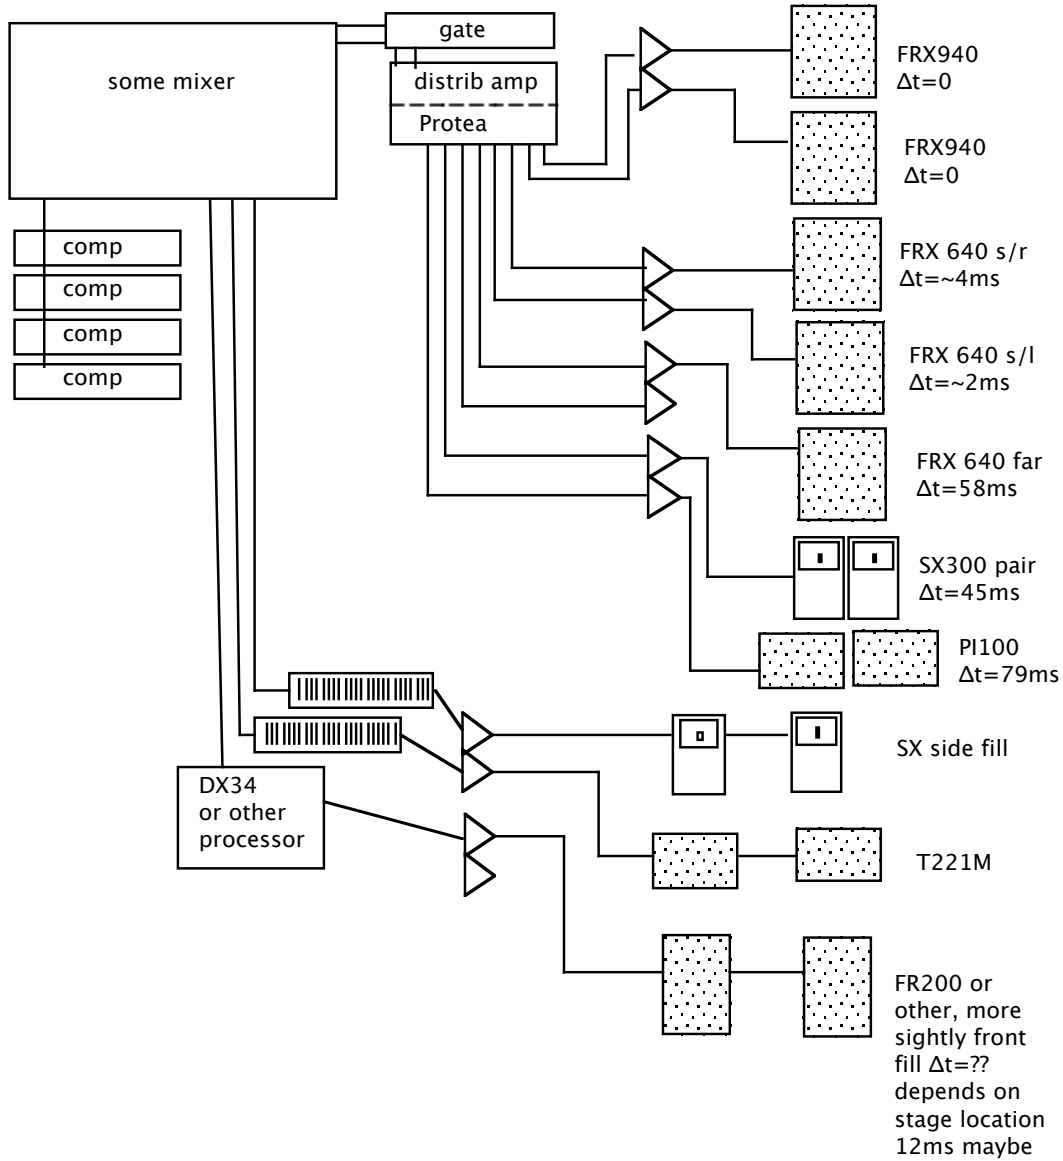 gate
some mixer
distrib amp
Protea
FRX940
Δt=0
FRX940
Δt=0
comp
comp
comp
comp
FRX 640 s/r
Δt=~4ms
FRX 640 s/l
Δt=~2ms
FRX 640 far
Δt=58ms
SX300 pair
Δt=45ms
PI100
Δt=79ms
SX side fill
DX34
or other
processor
T221M
FR200 or
other, more
sightly front
fill Δt=??
depends on
stage location
12ms maybe